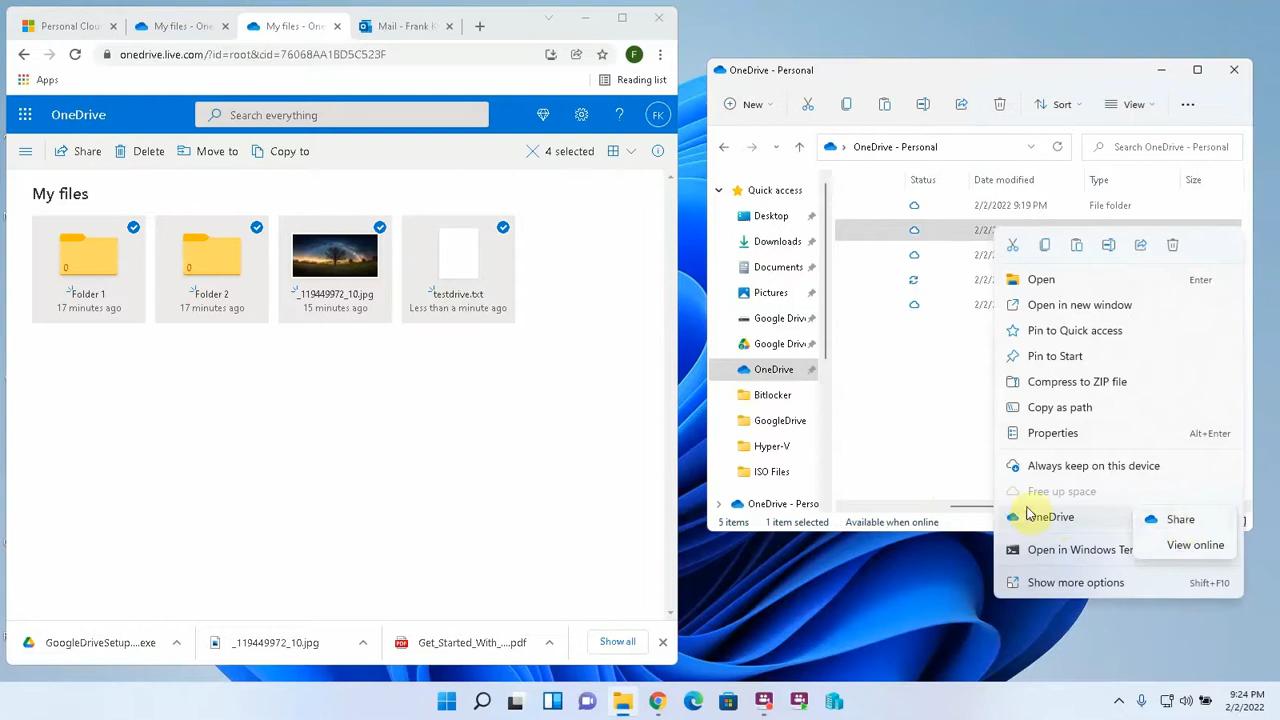 Personal Clou
My files - One
My files - One
Mail - Frank K
onedrive.live.com/?id=root&cid=76068AA1BD5C523F
Apps
Reading list
OneDrive
Search everything
FK
Share
Delete
Move to
Copy to
4 selected
My files
0
Folder 1
17 minutes ago
0
Folder 2
17 minutes ago
_119449972_10.jpg
15 minutes ago
testdrive.txt
Less than a minute ago
GoogleDriveSetup....exe
_119449972_10.jpg
Get_Started_With_....pdf
Show all
OneDrive - Personal
New
Sort
View
OneDrive - Personal
Search OneDrive - Personal
Quick access
Desktop
Downloads
Documents
Pictures
Google Driv
Google Driv
OneDrive
Bitlocker
GoogleDrive
Hyper-V
ISO Files
OneDrive - Perso
Status
Date modified
Type
Size
2/2/2022 9:19 PM
File folder
2/2/
2/2/
2/2/
2/2/
5 items
1 item selected
Available when online
Open
Enter
Open in new window
Pin to Quick access
Pin to Start
Compress to ZIP file
Copy as path
Properties
Alt+Enter
Always keep on this device
Free up space
OneDrive
Share
View online
Open in Windows Ter
Show more options
Shift+F10
F
9:24 PM
2/2/2022